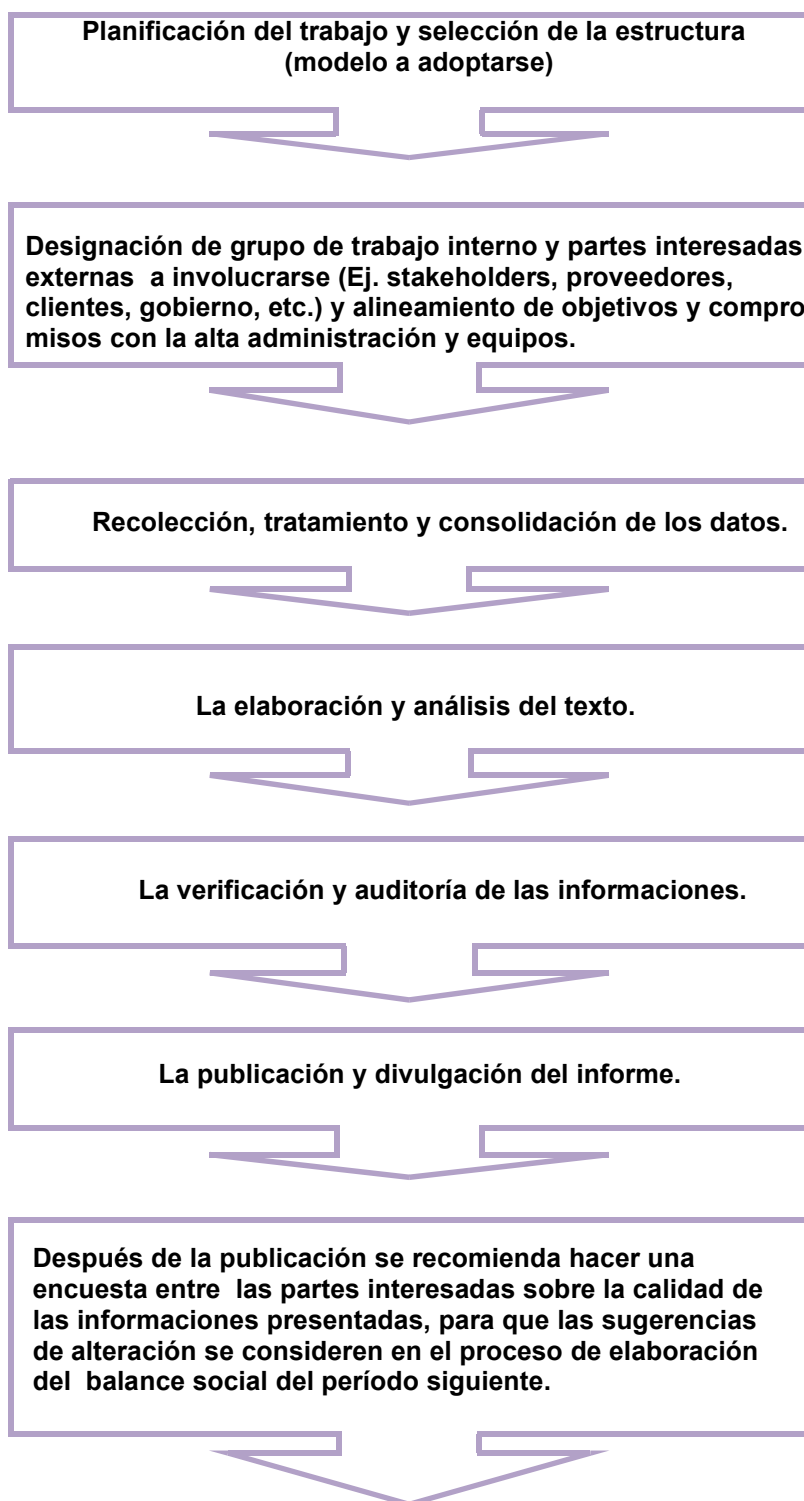 Planificación del trabajo y selección de la estructura
(modelo a adoptarse)
Designación de grupo de trabajo interno y partes interesadas
externas a involucrarse (Ej. stakeholders, proveedores,
clientes, gobierno, etc.) y alineamiento de objetivos y compro
misos con la alta administración y equipos.
Recolección, tratamiento y consolidación de los datos.
La elaboración y análisis del texto.
La verificación y auditoría de las informaciones.
La publicación y divulgación del informe.
Después de la publicación se recomienda hacer una
encuesta entre las partes interesadas sobre la calidad de
las informaciones presentadas, para que las sugerencias
de alteración se consideren en el proceso de elaboración
del balance social del período siguiente.